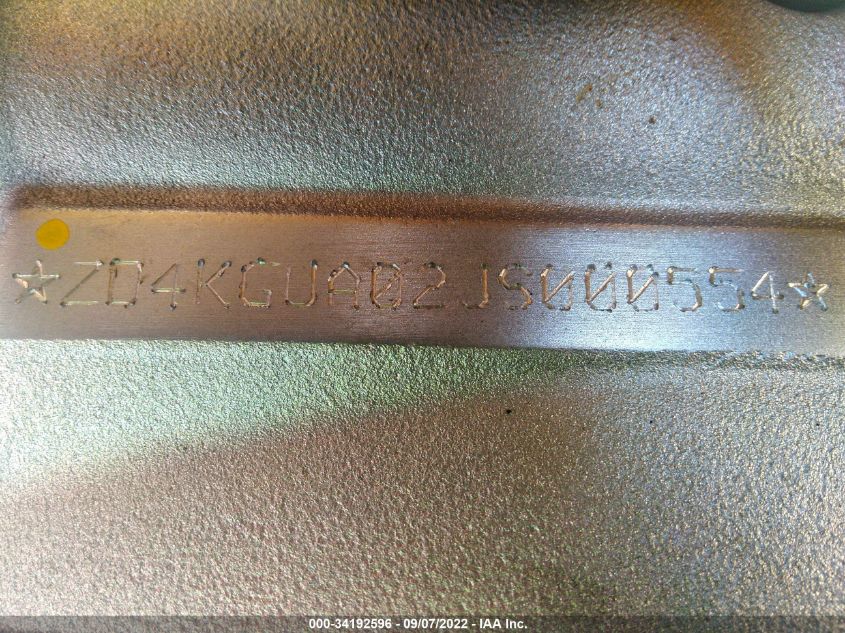 ★ZD4KGUA02JS000554★
000-34192596 - 09/07/2022 - IAA Inc.